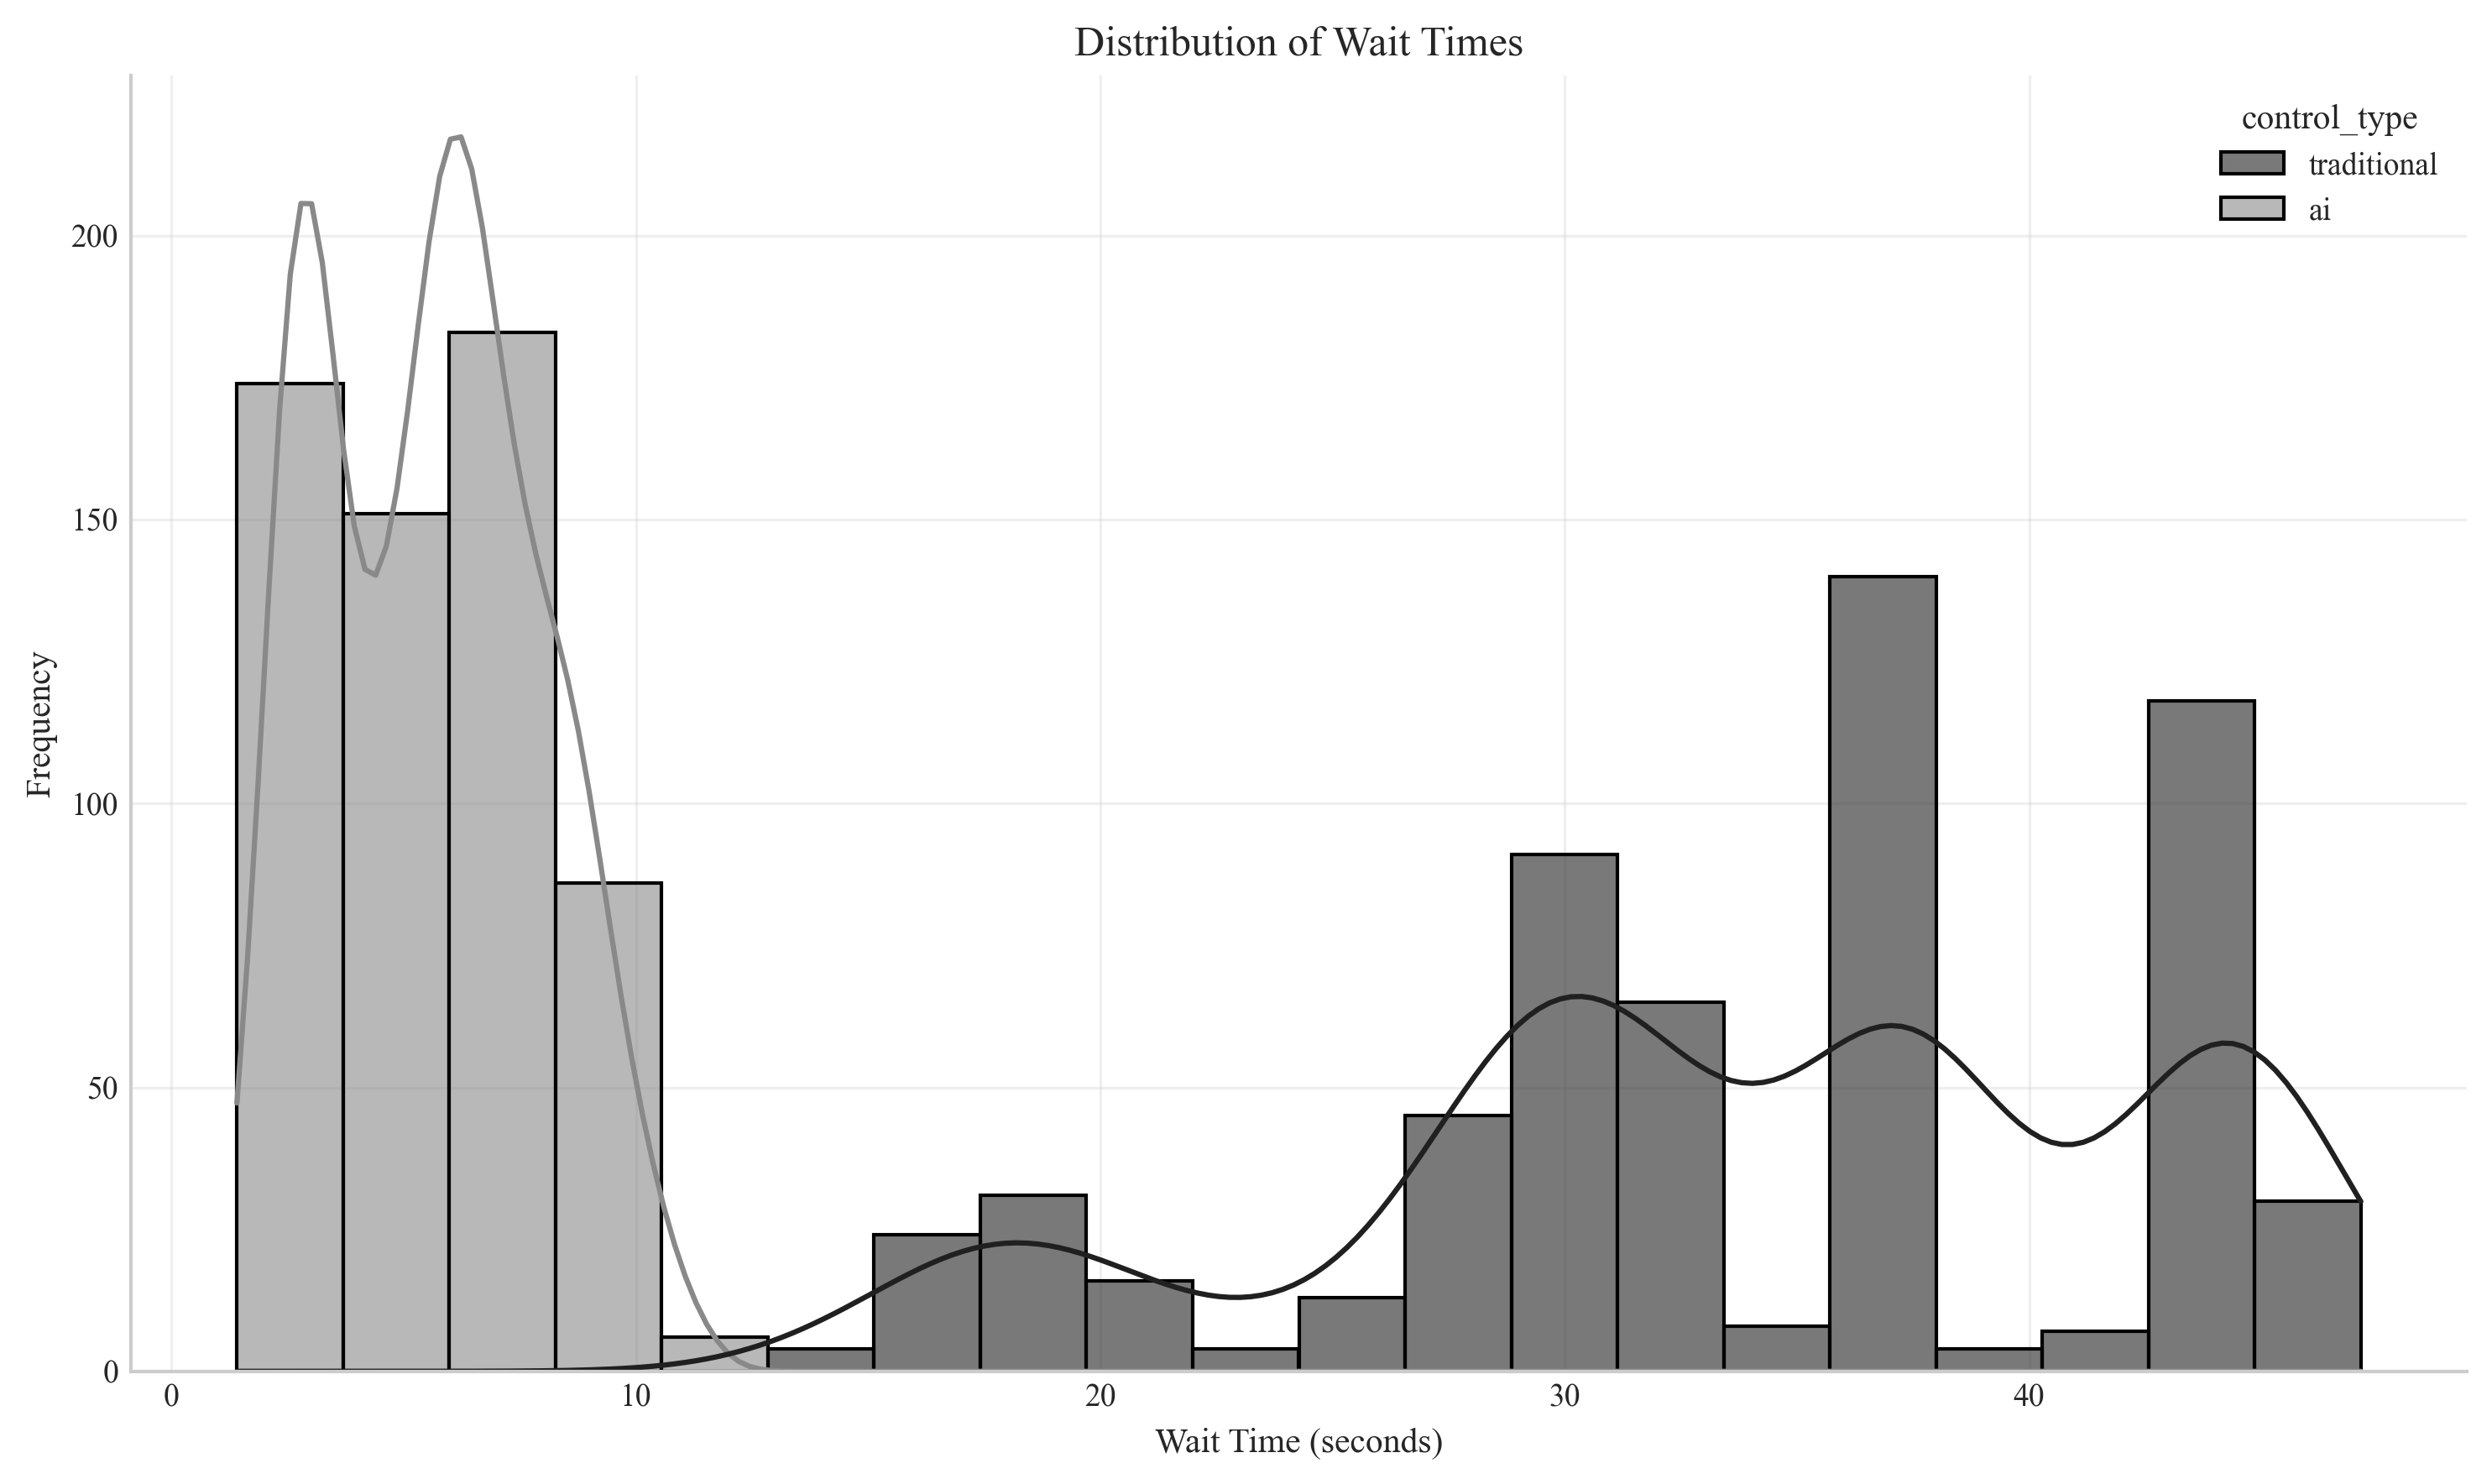 Distribution of Wait Times
control_type
traditional
ai
200
150
100
50
0
Frequency
0 10 20 30 40
Wait Time (seconds)